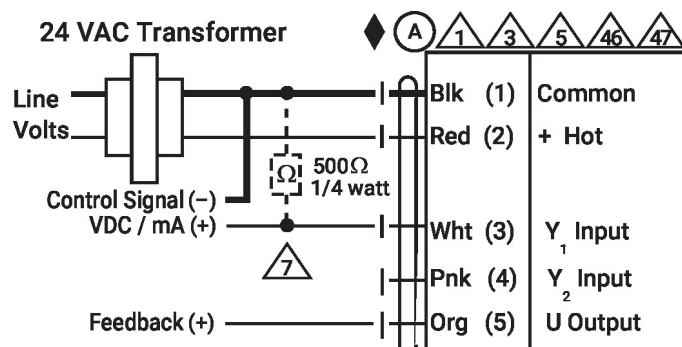 24 VAC Transformer
A 1 3 5 46 47
Line
Volts
Blk (1) Common
Red (2) + Hot
Ω 500Ω
1/4 watt
Control Signal (–)
VDC / mA (+)
Wht (3) Y1 Input
7
Pnk (4) Y2 Input
Feedback (+)
Org (5) U Output